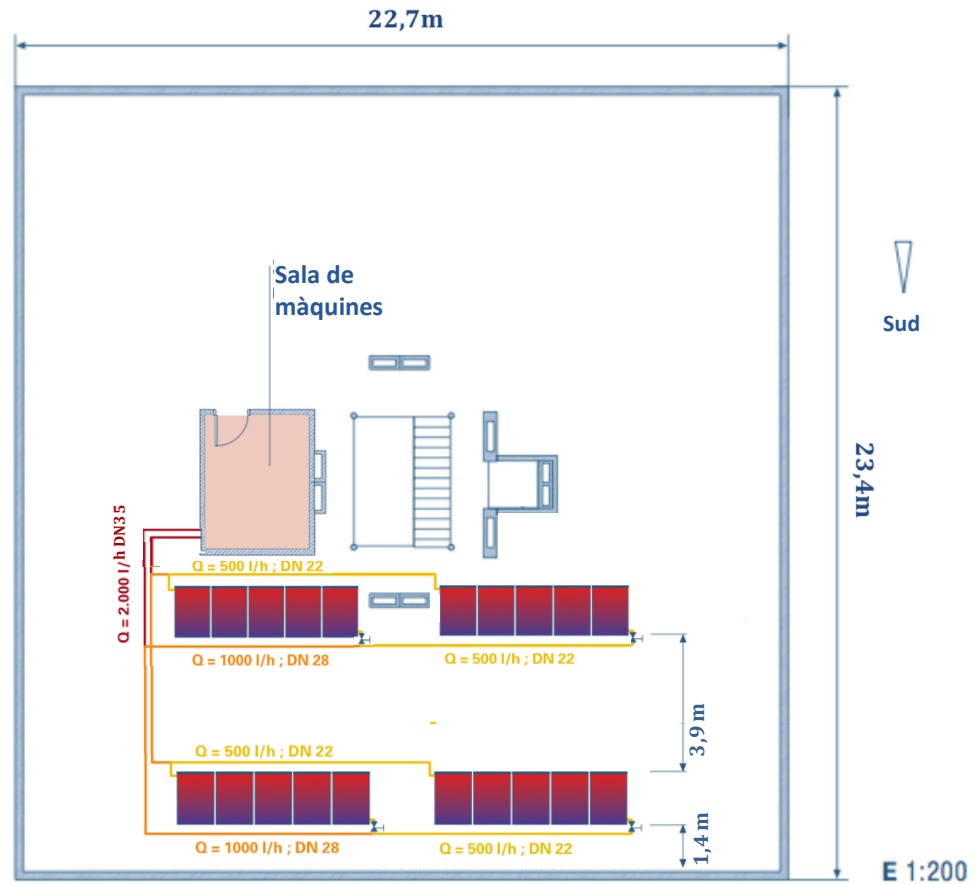 22,7m
Sala de
màquines
Sud
23,4m
Q = 2.000 l/h DN35
Q = 500 l/h ; DN 22
Q = 1000 l/h ; DN 28
Q = 500 l/h ; DN 22
3,9 m
Q = 500 l/h ; DN 22
1,4 m
Q = 1000 l/h ; DN 28
Q = 500 l/h ; DN 22
E 1:200